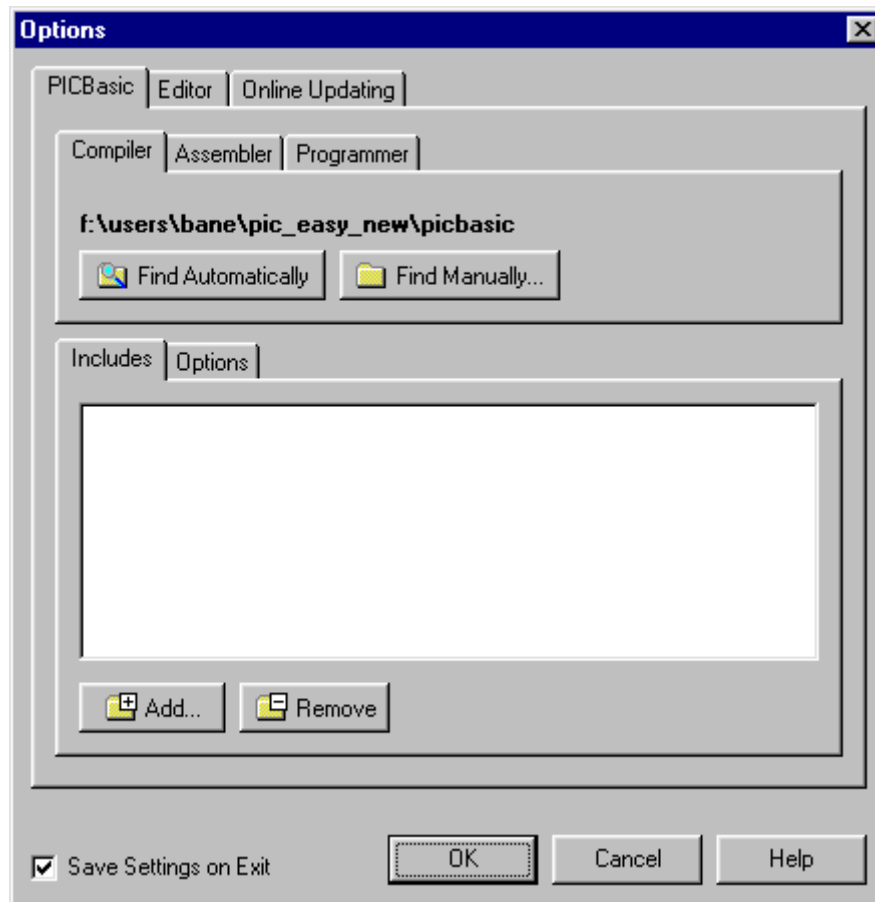 Options
PICBasic Editor Online Updating
Compiler Assembler Programmer
f:\users\bane\pic_easy_new\picbasic
Find Automatically Find Manually...
Includes Options
Add... Remove
Save Settings on Exit OK Cancel Help